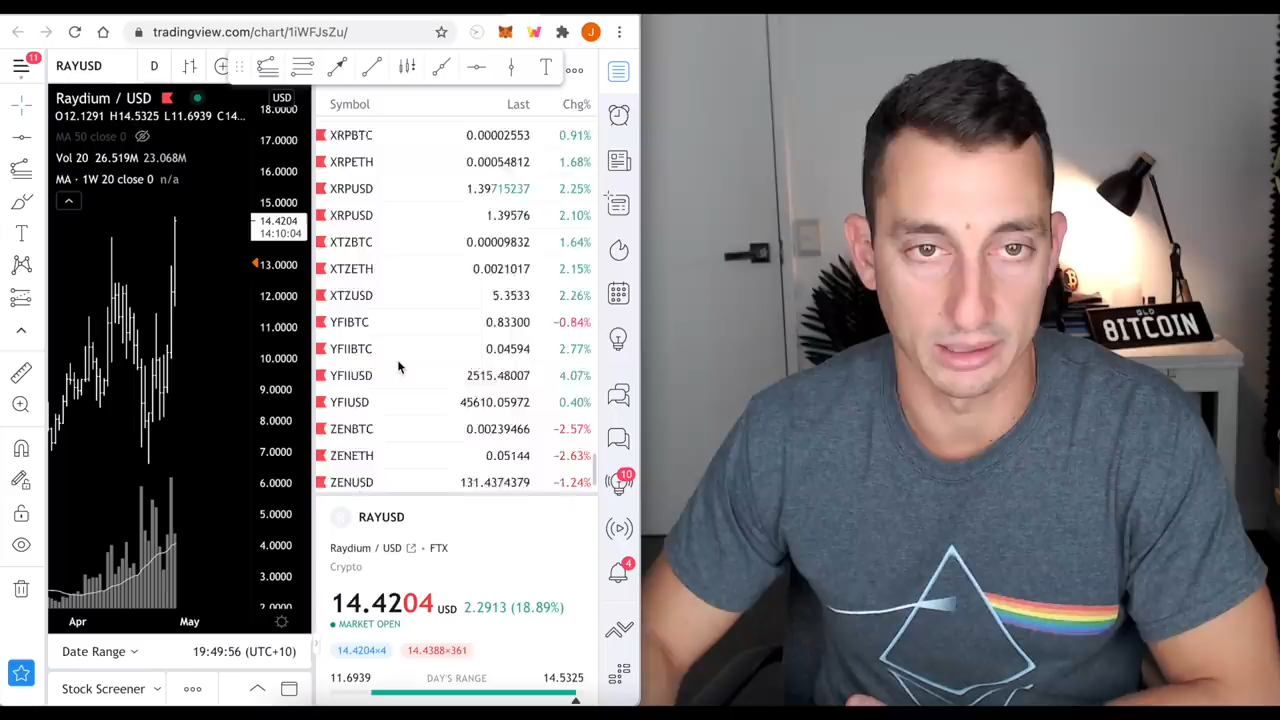 tradingview.com/chart/1iWFJsZu/
J
11
RAYUSD
D
T
Raydium / USD
USD
O12.1291 H14.5325 L11.6939 C14...
MA 50 close 0
Vol 20 26.519M 23.068M
MA · 1W 20 close 0 n/a
18.0000
17.0000
16.0000
15.0000
14.4204
14:10:04
13.0000
12.0000
11.0000
10.0000
9.0000
8.0000
7.0000
6.0000
5.0000
4.0000
3.0000
2.0000
Apr
May
Date Range
19:49:56 (UTC+10)
Stock Screener
Symbol Last Chg%
XRPBTC 0.00002553 0.91%
XRPETH 0.00054812 1.68%
XRPUSD 1.39715237 2.25%
XRPUSD 1.39576 2.10%
XTZBTC 0.00009832 1.64%
XTZETH 0.0021017 2.15%
XTZUSD 5.3533 2.26%
YFIBTC 0.83300 −0.84%
YFIIBTC 0.04594 2.77%
YFIIUSD 2515.48007 4.07%
YFIUSD 45610.05972 0.40%
ZENBTC 0.00239466 −2.57%
ZENETH 0.05144 −2.63%
ZENUSD 131.4374379 −1.24%
RAYUSD
Raydium / USD • FTX
Crypto
14.4204 USD 2.2913 (18.89%)
MARKET OPEN
14.4204×4 14.4388×361
11.6939 DAY'S RANGE 14.5325
10
4
QLD
BITCOIN